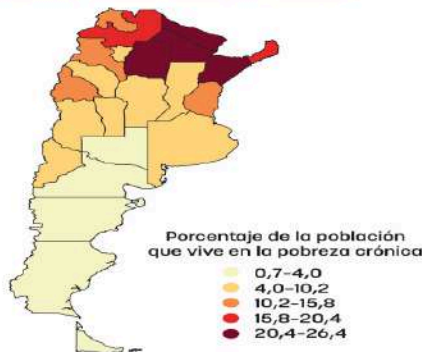 Porcentaje de la población
que vive en la pobreza crónica
0,7–4,0
4,0–10,2
10,2–15,8
15,8–20,4
20,4–26,4